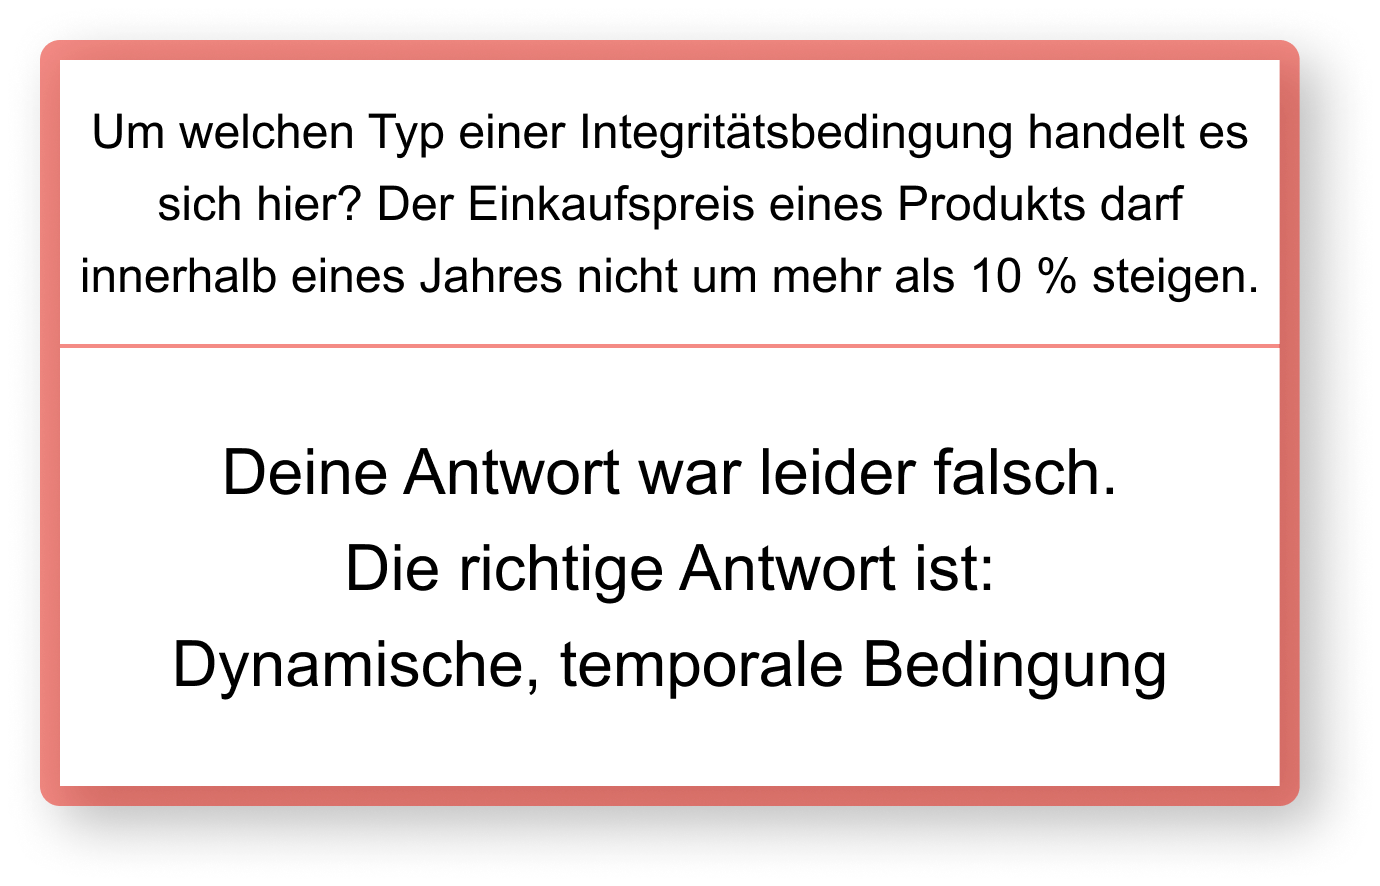 Um welchen Typ einer Integritätsbedingung handelt es
sich hier? Der Einkaufspreis eines Produkts darf
innerhalb eines Jahres nicht um mehr als 10 % steigen.
Deine Antwort war leider falsch.
Die richtige Antwort ist:
Dynamische, temporale Bedingung